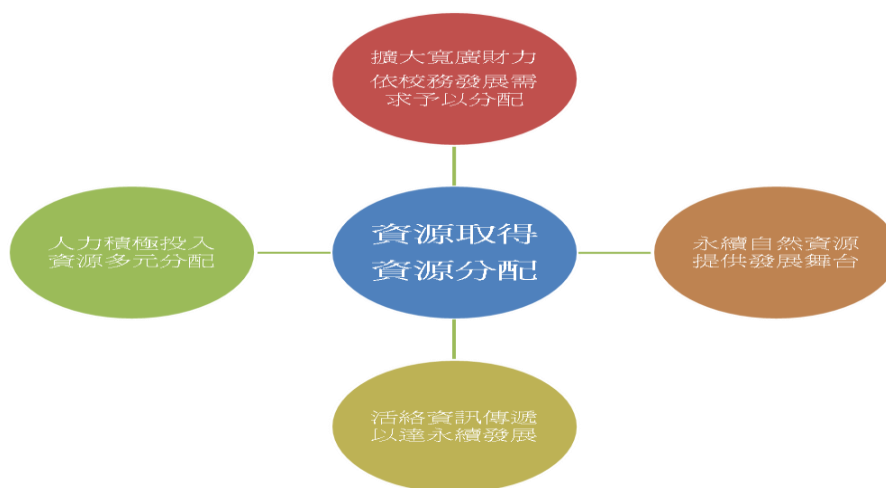 擴大寬廣財力
依校務發展需
求予以分配
人力積極投入
資源多元分配
資源取得
資源分配
永續自然資源
提供發展舞台
活絡資訊傳遞
以達永續發展